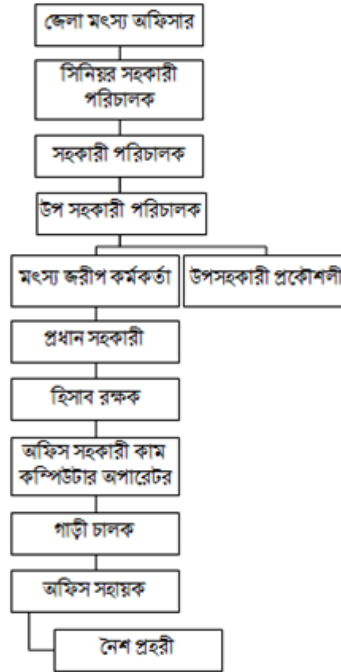 জেলা মৎস্য অফিসার
সিনিয়র সহকারী
পরিচালক
সহকারী পরিচালক
উপ সহকারী পরিচালক
মৎস্য জরীপ কর্মকর্তা
উপসহকারী প্রকৌশলী
প্রধান সহকারী
হিসাব রক্ষক
অফিস সহকারী কাম
কম্পিউটার অপারেটর
গাড়ী চালক
অফিস সহায়ক
নৈশ প্রহরী